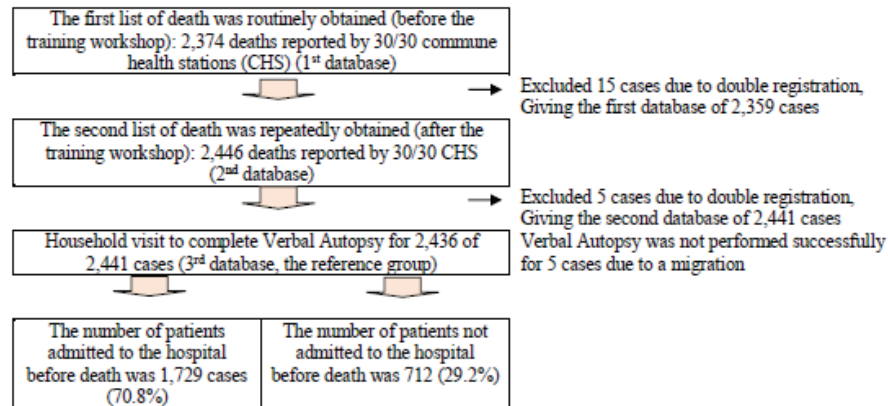 The first list of death was routinely obtained (before the
training workshop): 2,374 deaths reported by 30/30 commune
health stations (CHS) (1st database)
Excluded 15 cases due to double registration,
Giving the first database of 2,359 cases
The second list of death was repeatedly obtained (after the
training workshop): 2,446 deaths reported by 30/30 CHS
(2nd database)
Excluded 5 cases due to double registration,
Giving the second database of 2,441 cases
Verbal Autopsy was not performed successfully
for 5 cases due to a migration
Household visit to complete Verbal Autopsy for 2,436 of
2,441 cases (3rd database, the reference group)
The number of patients
admitted to the hospital
before death was 1,729 cases
(70.8%)
The number of patients not
admitted to the hospital
before death was 712 (29.2%)